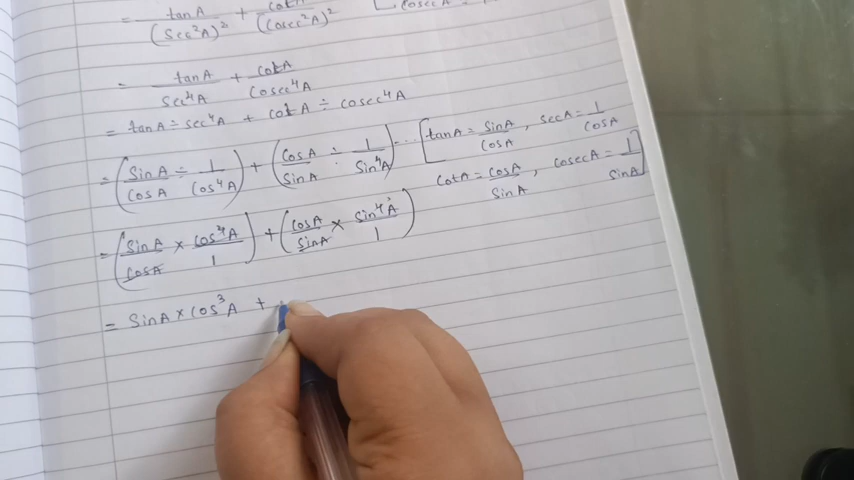 = tanA/(Sec²A)² + cotA/(Cosec²A)²
= tanA/Sec⁴A + cotA/Cosec⁴A
= tanA ÷ sec⁴A + cotA ÷ cosec⁴A
= (SinA/CosA ÷ 1/Cos⁴A) + (CosA/SinA ÷ 1/Sin⁴A) ... [tanA = sinA/CosA , secA = 1/CosA
cotA = cosA/SinA , cosecA = 1/sinA]
= (SinA/CosA × cos⁴A/1) + (cosA/sinA × sin⁴A/1)
= SinA × cos³A +